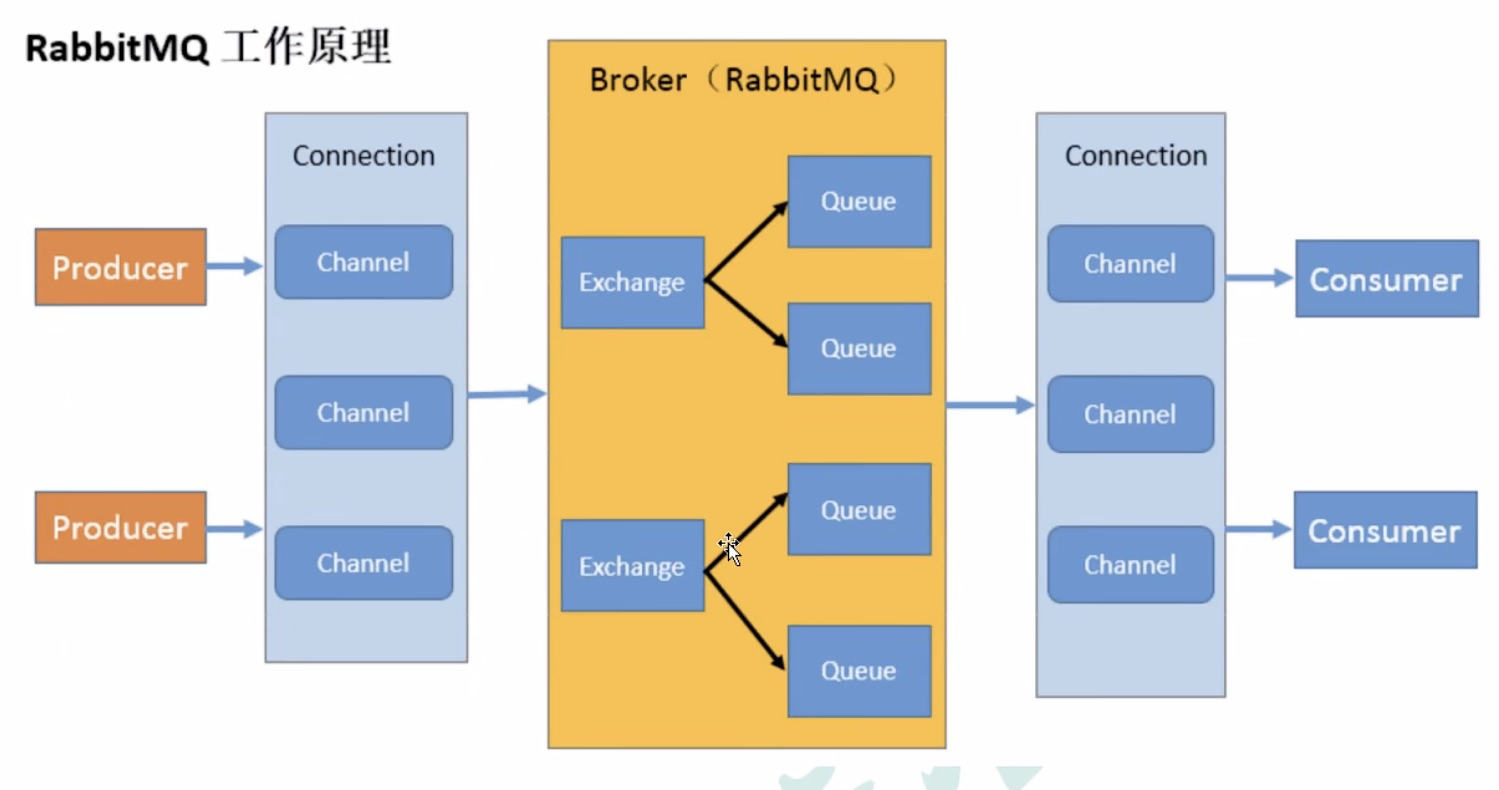 RabbitMQ 工作原理
Broker（RabbitMQ）
Connection
Connection
Producer
Producer
Channel
Channel
Channel
Exchange
Queue
Queue
Exchange
Queue
Queue
Channel
Channel
Channel
Consumer
Consumer